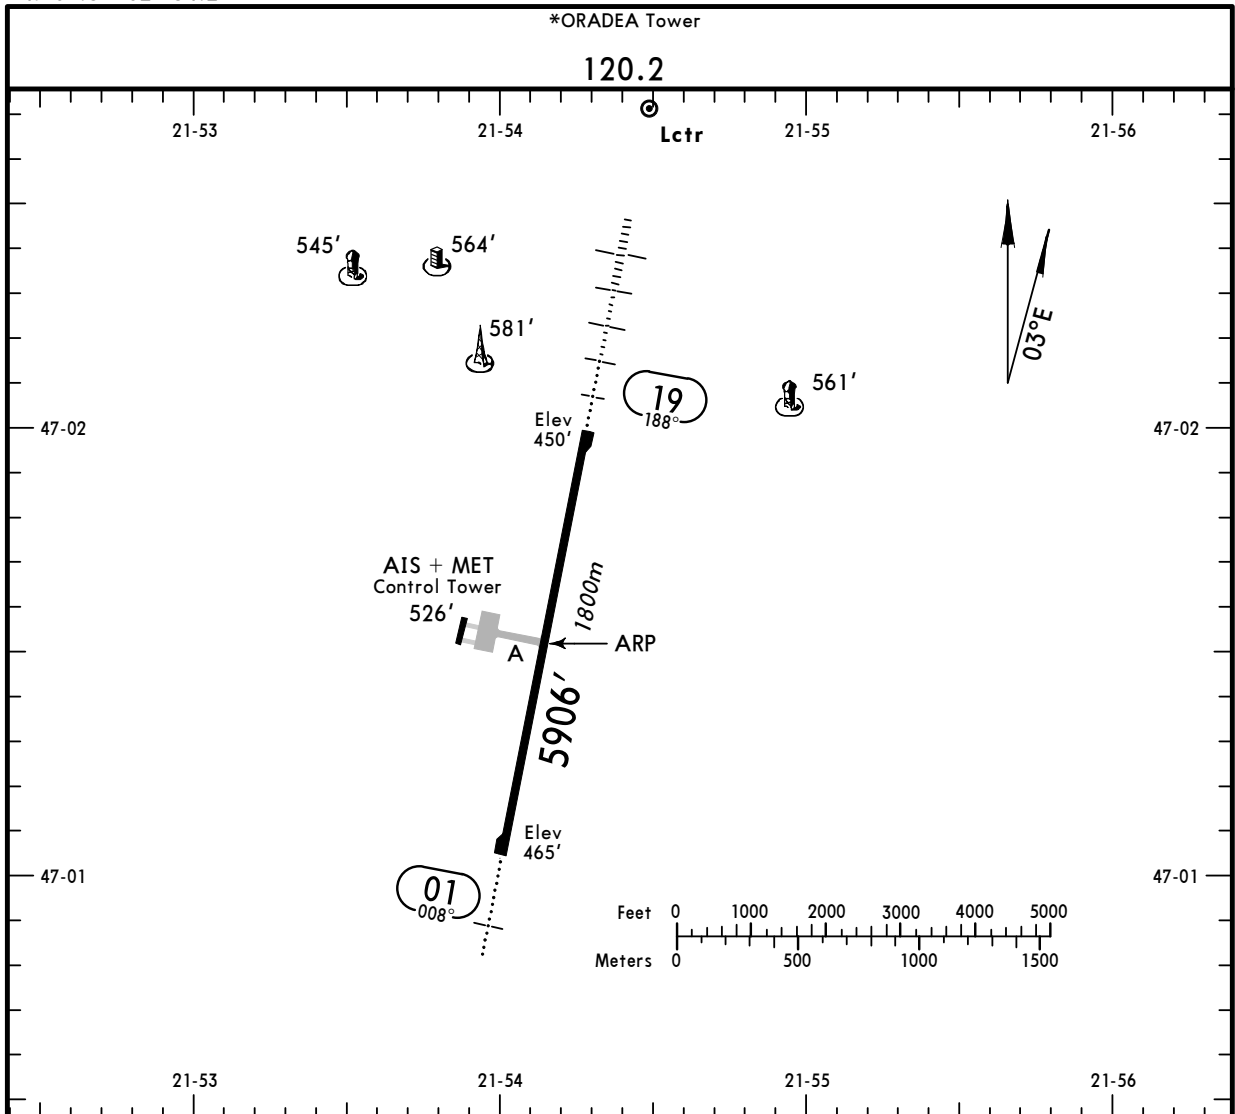 *ORADEA Tower
120.2
21-53 21-54 21-55 21-56
Lctr
545′ 564′
581′
03°E
561′
19
188°
Elev
450′
47-02 47-02
AIS + MET
Control Tower
526′
1800m
ARP
A
5906′
Elev
465′
47-01 47-01
01
008°
Feet 0 1000 2000 3000 4000 5000
Meters 0 500 1000 1500
21-53 21-54 21-55 21-56